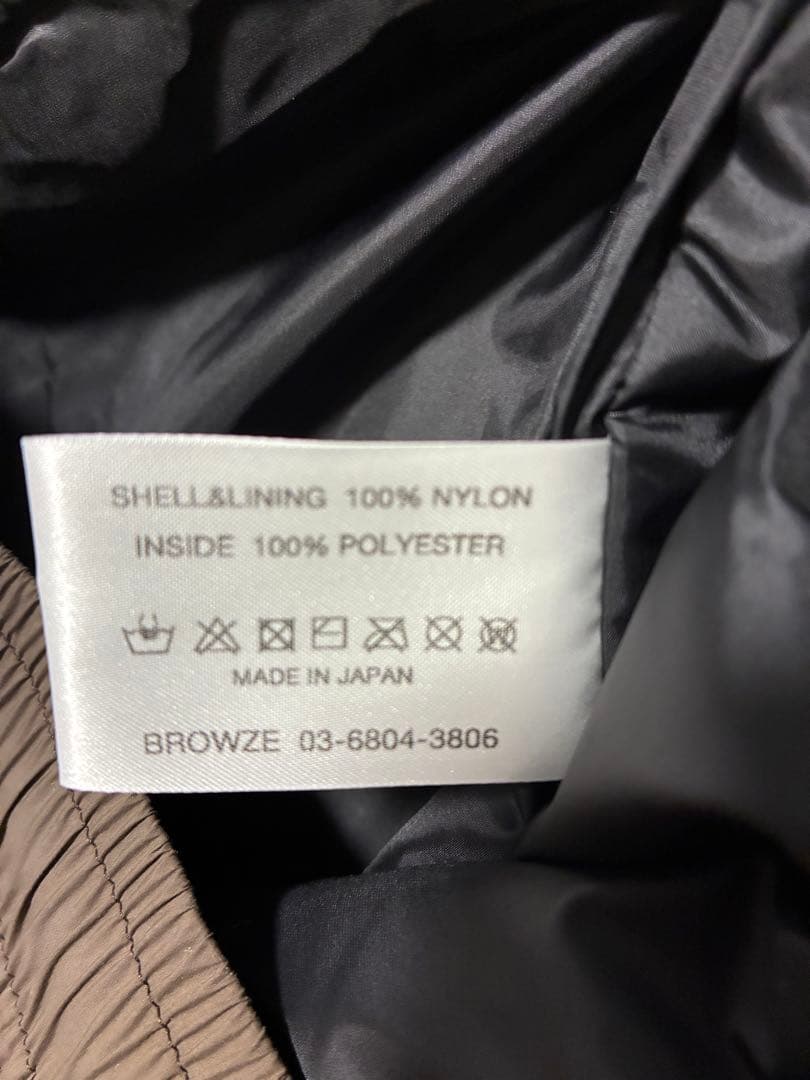 SHELL&LINING 100% NYLON
INSIDE 100% POLYESTER
MADE IN JAPAN
BROWZE 03-6804-3806